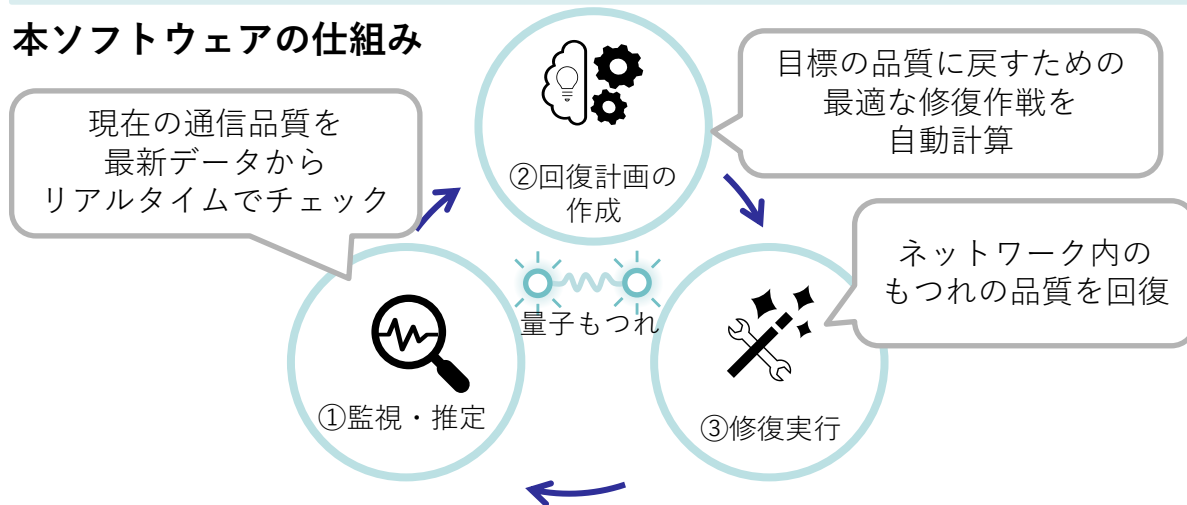 本ソフトウェアの仕組み
現在の通信品質を
最新データから
リアルタイムでチェック
①監視・推定
②回復計画の
作成
目標の品質に戻すための
最適な修復作戦を
自動計算
量子もつれ
ネットワーク内の
もつれの品質を回復
③修復実行